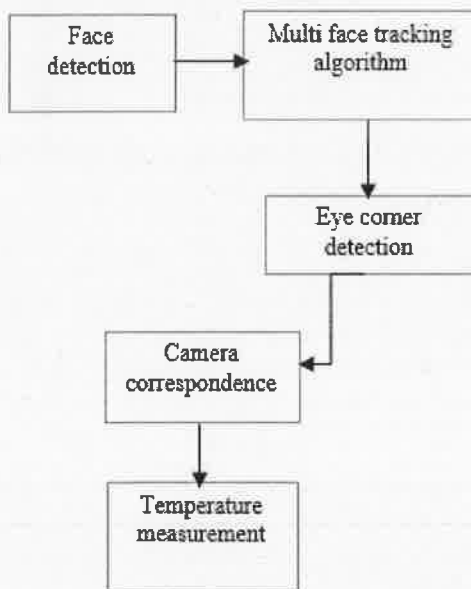 Face
detection
Multi face tracking
algorithm
Eye corner
detection
Camera
correspondence
Temperature
measurement